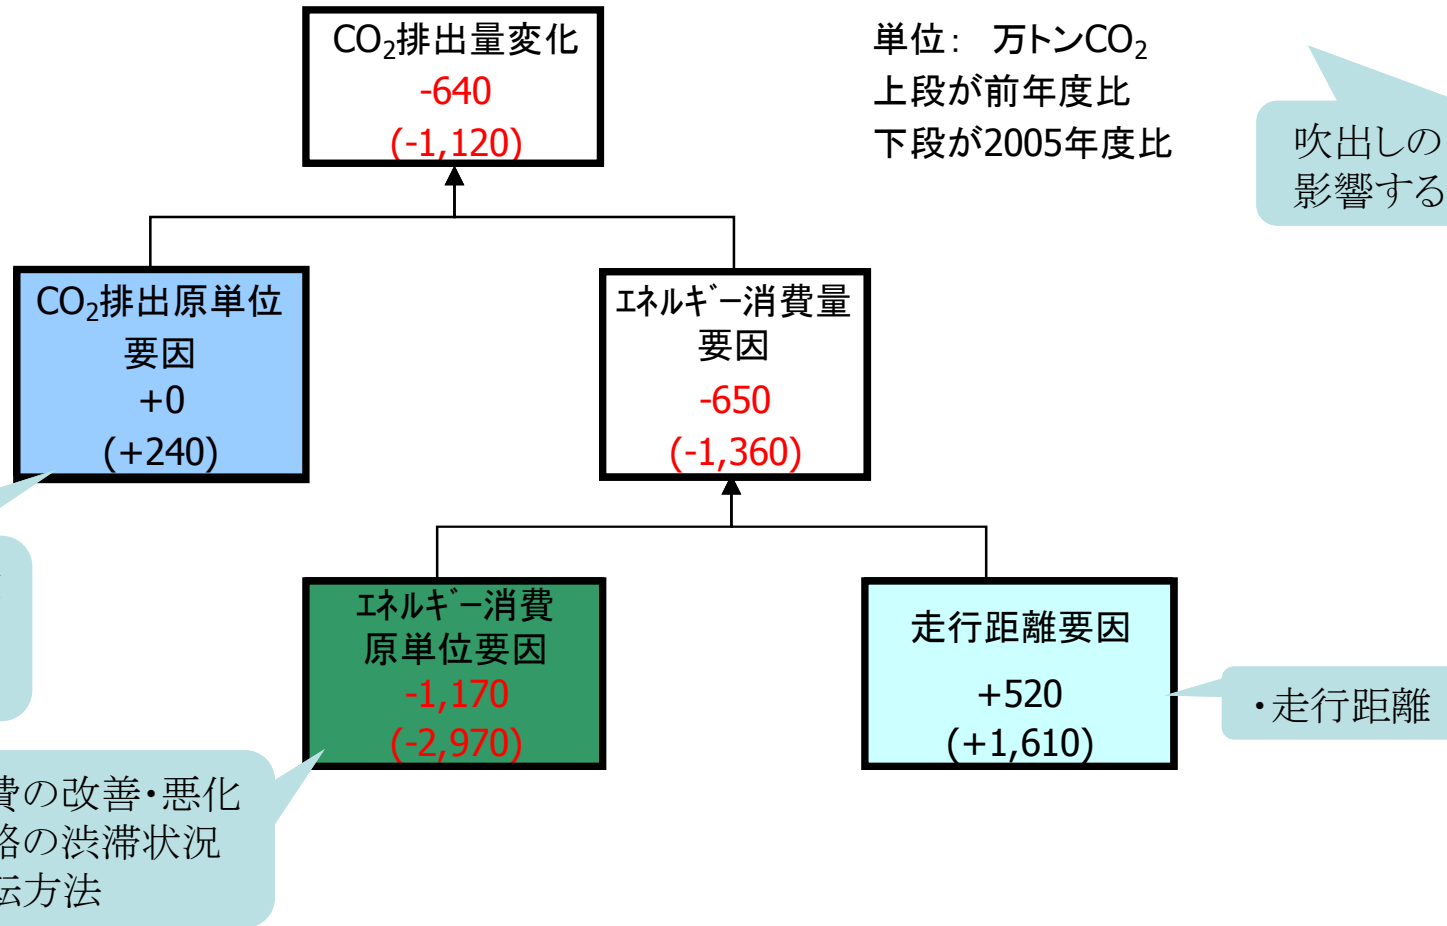 CO₂排出量変化
-640
(-1,120)
単位： 万トンCO₂
上段が前年度比
下段が2005年度比
吹出しの
影響する
CO₂排出原単位
要因
+0
(+240)
ｴﾈﾙｷﾞｰ消費量
要因
-650
(-1,360)
ｴﾈﾙｷﾞｰ消費
原単位要因
-1,170
(-2,970)
走行距離要因
+520
(+1,610)
・走行距離
費の改善・悪化
の渋滞状況
転方法